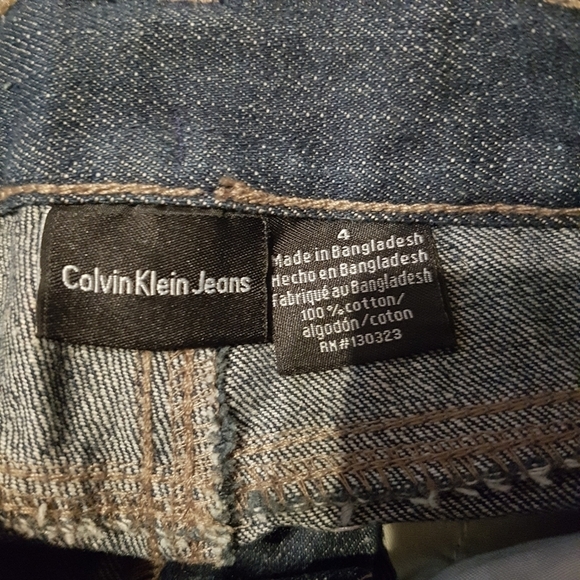 Calvin Klein Jeans
4
Made in Bangladesh
Hecho en Bangladesh
Fabriqué au Bangladesh
100% cotton/
algodón/coton
RN#130323